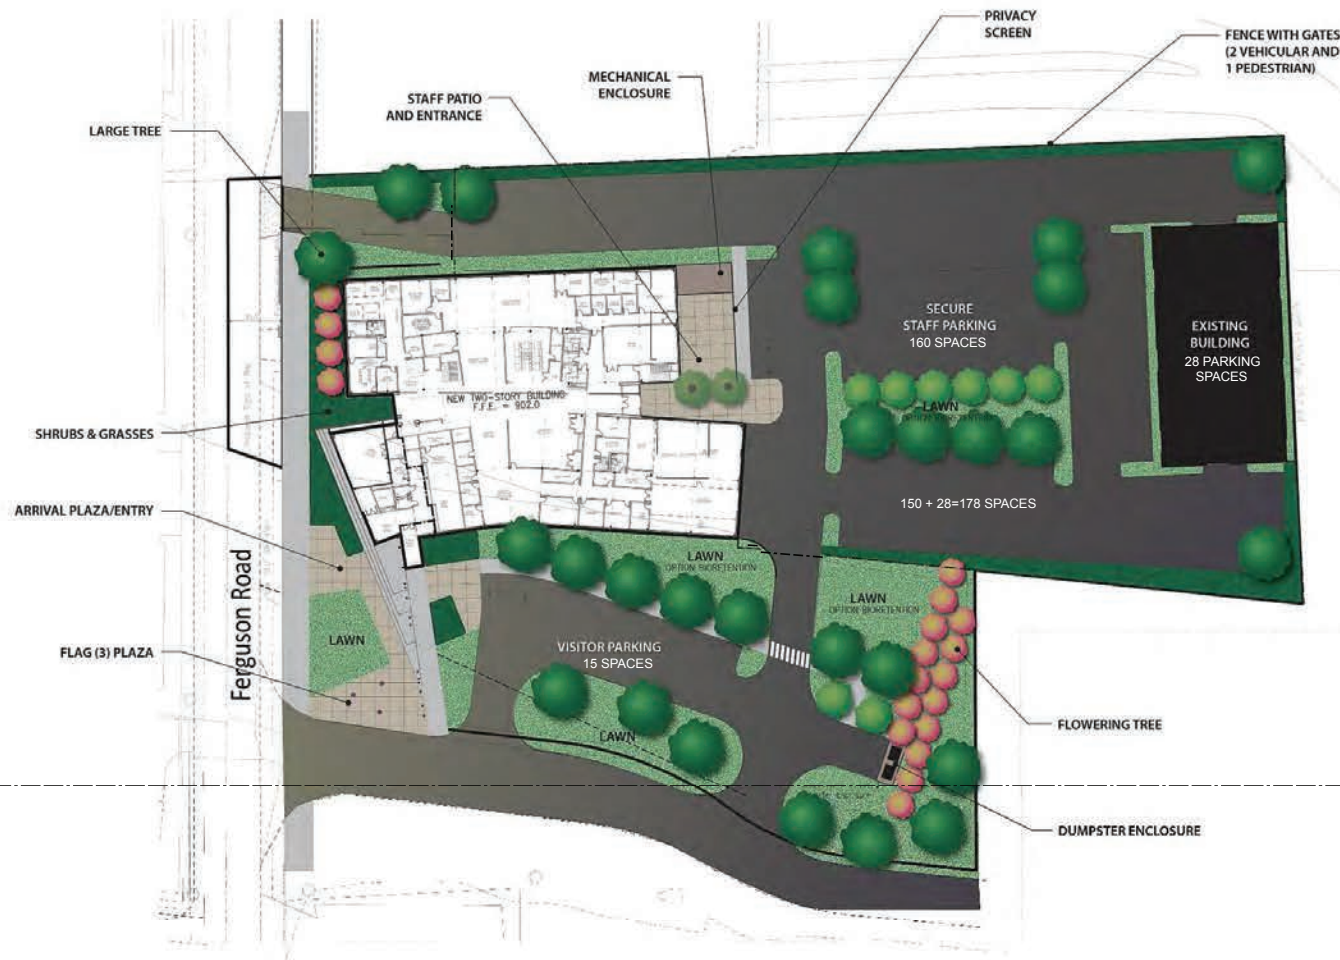 PRIVACY
SCREEN
FENCE WITH GATES
(2 VEHICULAR AND
1 PEDESTRIAN)
MECHANICAL
ENCLOSURE
STAFF PATIO
AND ENTRANCE
LARGE TREE
SECURE
STAFF PARKING
160 SPACES
EXISTING
BUILDING
28 PARKING
SPACES
NEW TWO-STORY BUILDING
F.F.E. = 902.0
LAWN
OPTION BIORETENTION
SHRUBS & GRASSES
150 + 28=178 SPACES
ARRIVAL PLAZA/ENTRY
LAWN
OPTION BIORETENTION
LAWN
OPTION BIORETENTION
Ferguson Road
LAWN
VISITOR PARKING
15 SPACES
FLAG (3) PLAZA
LAWN
FLOWERING TREE
DUMPSTER ENCLOSURE